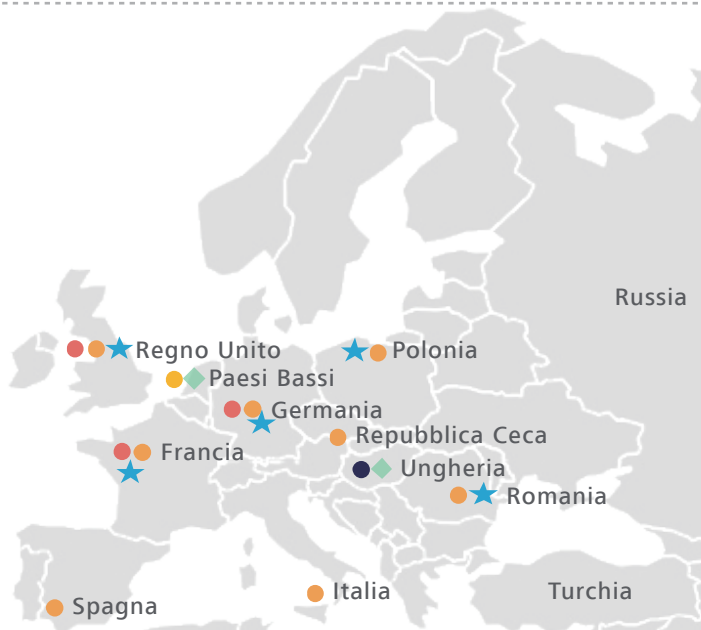 Russia
Regno Unito
Polonia
Paesi Bassi
Germania
Repubblica Ceca
Francia
Ungheria
Romania
Italia
Turchia
Spagna